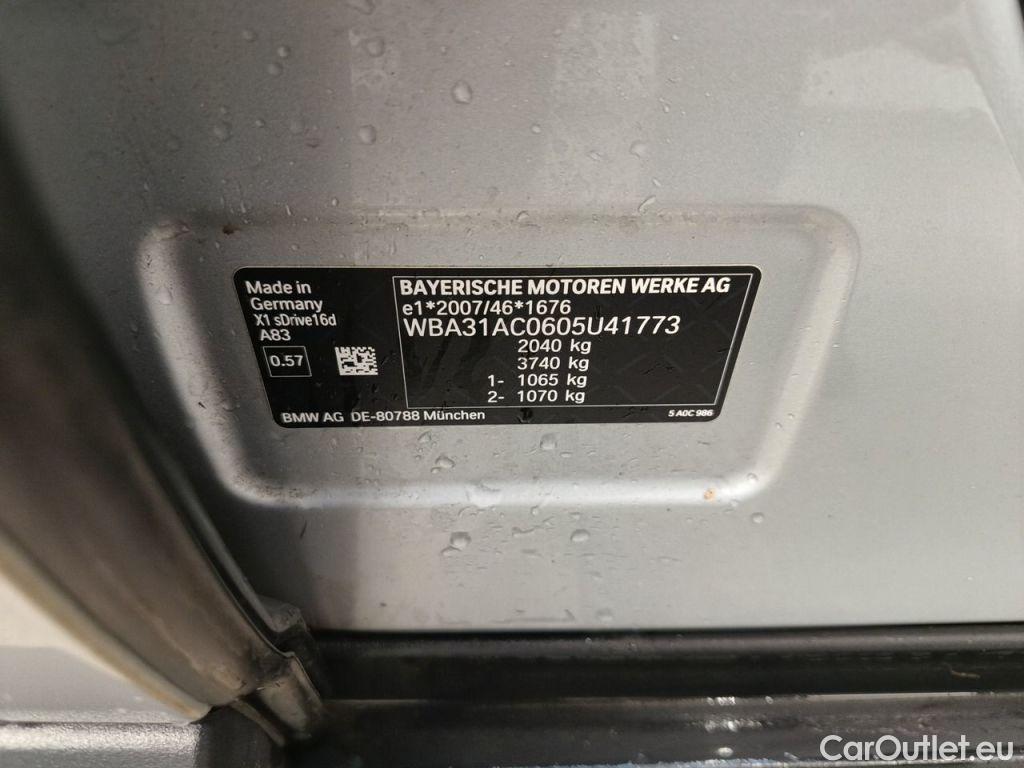 Made in
Germany
X1 sDrive16d
A83
0.57
BAYERISCHE MOTOREN WERKE AG
e1*2007/46*1676
WBA31AC0605U41773
2040 kg
3740 kg
1- 1065 kg
2- 1070 kg
BMW AG DE-80788 München
5 A0C 986
CarOutlet.eu